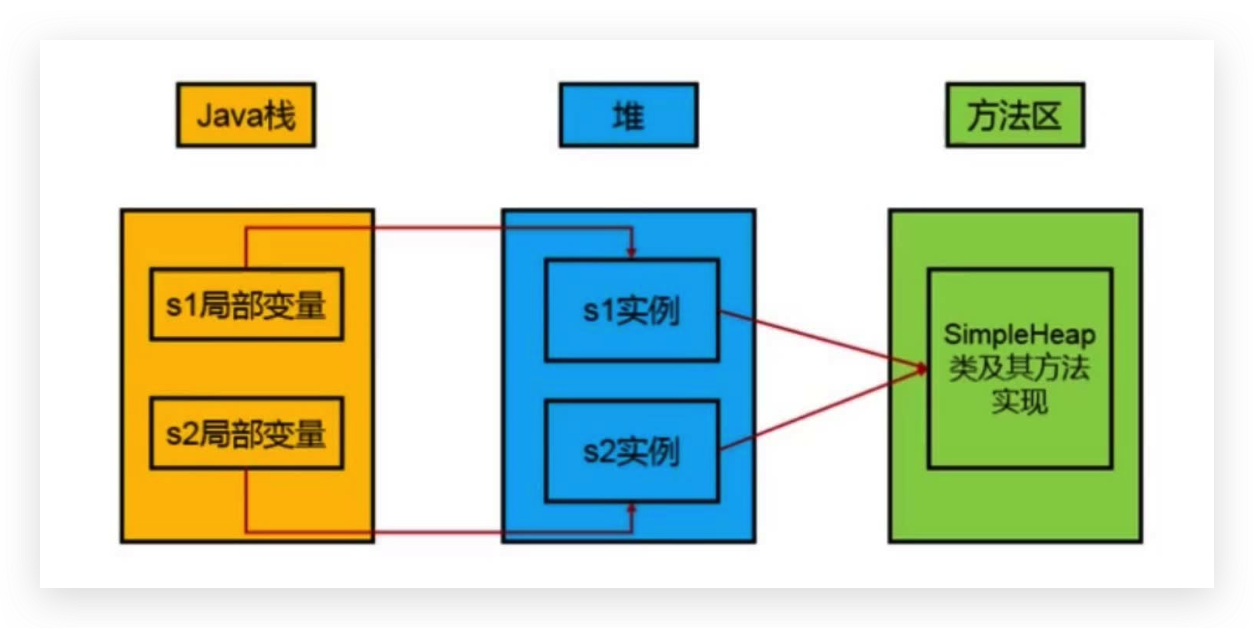 Java栈
堆
方法区
s1局部变量
s2局部变量
s1实例
s2实例
SimpleHeap
类及其方法
实现